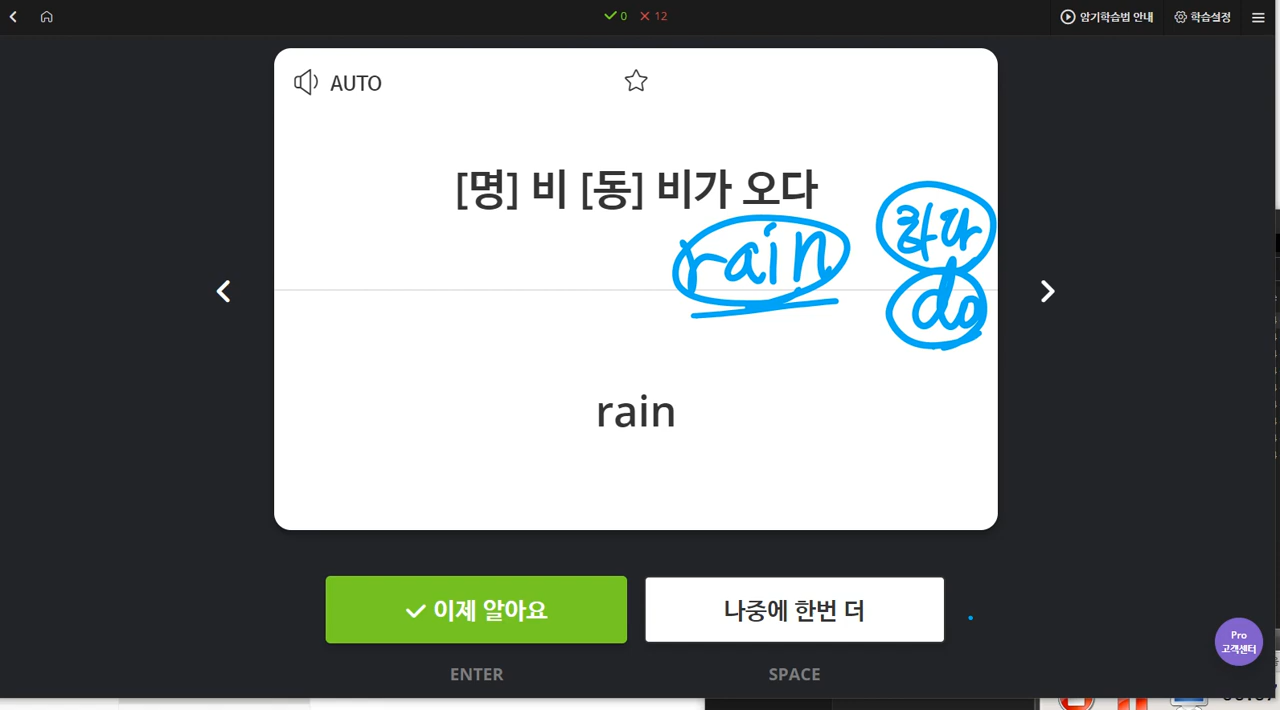 0 12 암기학습법 안내 학습설정
AUTO
[명] 비 [동] 비가 오다
rain
하다
do
rain
이제 알아요 나중에 한번 더
Pro
고객센터
ENTER SPACE